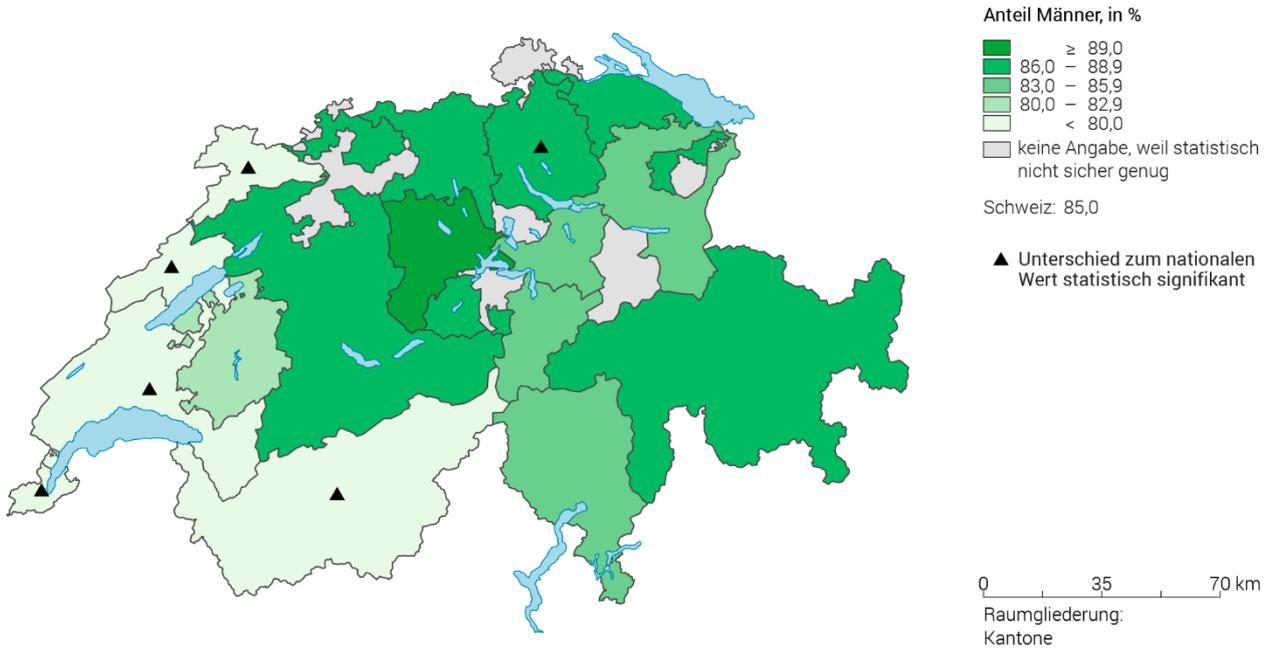 Anteil Männer, in %
≥ 89,0
86,0 – 88,9
83,0 – 85,9
80,0 – 82,9
< 80,0
keine Angabe, weil statistisch
nicht sicher genug
Schweiz: 85,0
Unterschied zum nationalen
Wert statistisch signifikant
0 35 70 km
Raumgliederung:
Kantone